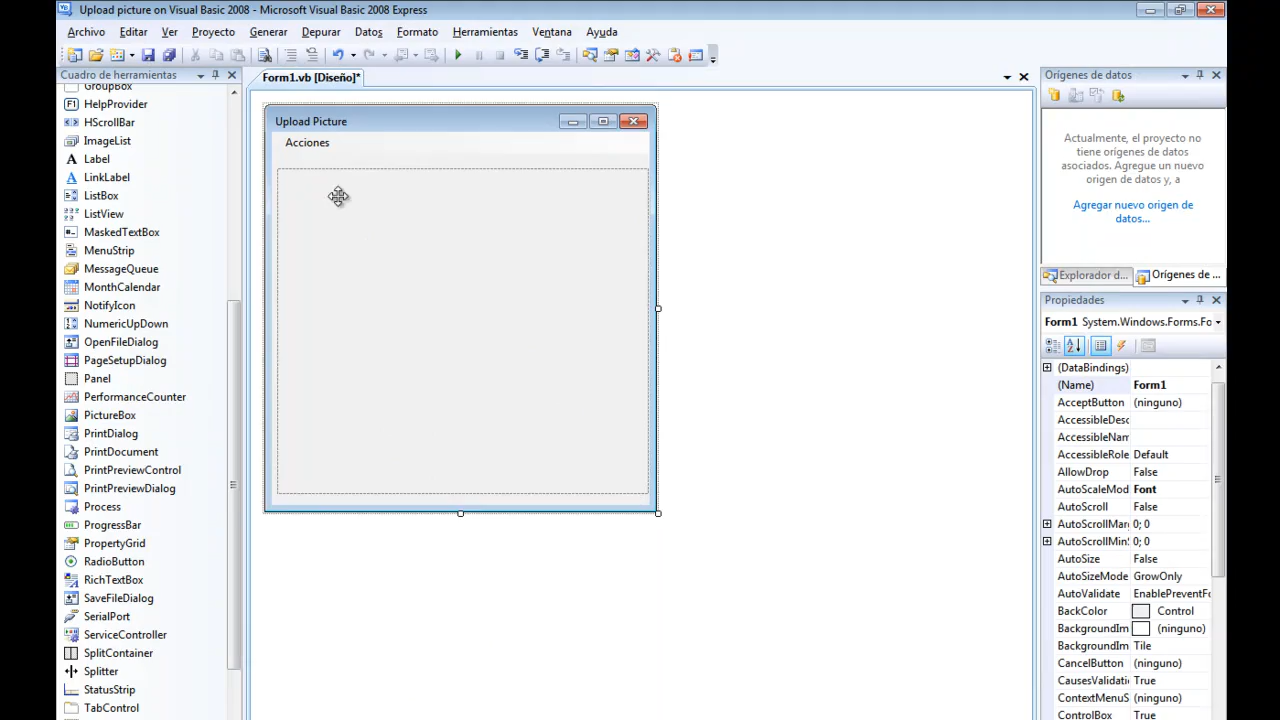 Upload picture on Visual Basic 2008 - Microsoft Visual Basic 2008 Express
Archivo Editar Ver Proyecto Generar Depurar Datos Formato Herramientas Ventana Ayuda
Cuadro de herramientas
GroupBox
HelpProvider
HScrollBar
ImageList
Label
LinkLabel
ListBox
ListView
MaskedTextBox
MenuStrip
MessageQueue
MonthCalendar
NotifyIcon
NumericUpDown
OpenFileDialog
PageSetupDialog
Panel
PerformanceCounter
PictureBox
PrintDialog
PrintDocument
PrintPreviewControl
PrintPreviewDialog
Process
ProgressBar
PropertyGrid
RadioButton
RichTextBox
SaveFileDialog
SerialPort
ServiceController
SplitContainer
Splitter
StatusStrip
TabControl
Form1.vb [Diseño]*
Upload Picture
Acciones
Orígenes de datos
Actualmente, el proyecto no
tiene orígenes de datos
asociados. Agregue un nuevo
origen de datos y, a
Agregar nuevo origen de
datos...
Explorador d... Orígenes de ...
Propiedades
Form1 System.Windows.Forms.Fo
(DataBindings)
(Name) Form1
AcceptButton (ninguno)
AccessibleDesc
AccessibleNam
AccessibleRole Default
AllowDrop False
AutoScaleMod Font
AutoScroll False
AutoScrollMar 0; 0
AutoScrollMin 0; 0
AutoSize False
AutoSizeMode GrowOnly
AutoValidate EnablePreventFo
BackColor Control
BackgroundIm (ninguno)
BackgroundIm Tile
CancelButton (ninguno)
CausesValidati True
ContextMenuS (ninguno)
ControlBox True